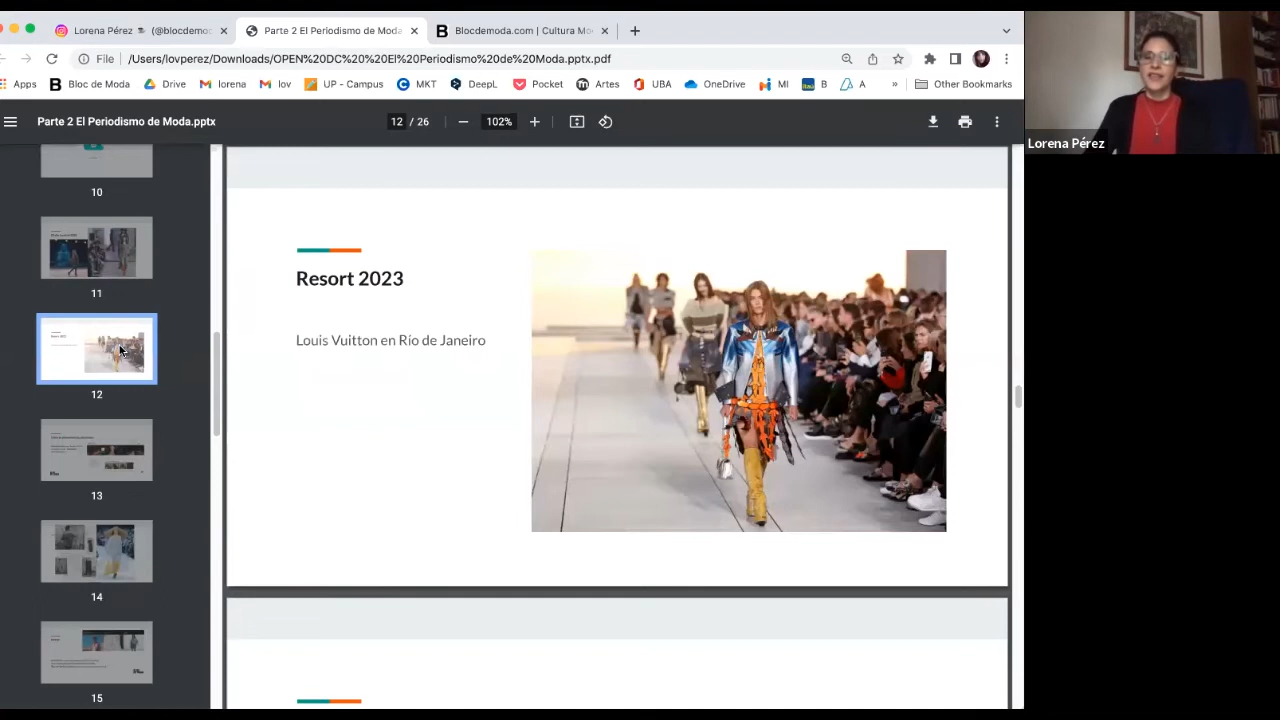 Lorena Pérez (@blocdemo
Parte 2 El Periodismo de Moda
Blocdemoda.com | Cultura Mo
File /Users/lovperez/Downloads/OPEN%20DC%20%20El%20Periodismo%20de%20Moda.pptx.pdf
Apps Bloc de Moda Drive lorena lov UP - Campus MKT DeepL Pocket Artes UBA OneDrive MI B A » Other Bookmarks
Parte 2 El Periodismo de Moda.pptx 12 / 26 102%
10
11
12
13
14
15
Resort 2023
Louis Vuitton en Río de Janeiro
Lorena Pérez